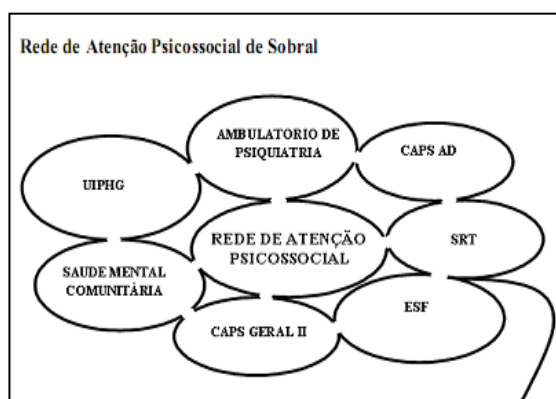 Rede de Atenção Psicossocial de Sobral
AMBULATORIO DE
PSIQUIATRIA
CAPS AD
UIPHG
REDE DE ATENÇÃO
PSICOSSOCIAL
SRT
SAUDE MENTAL
COMUNITÁRIA
ESF
CAPS GERAL II